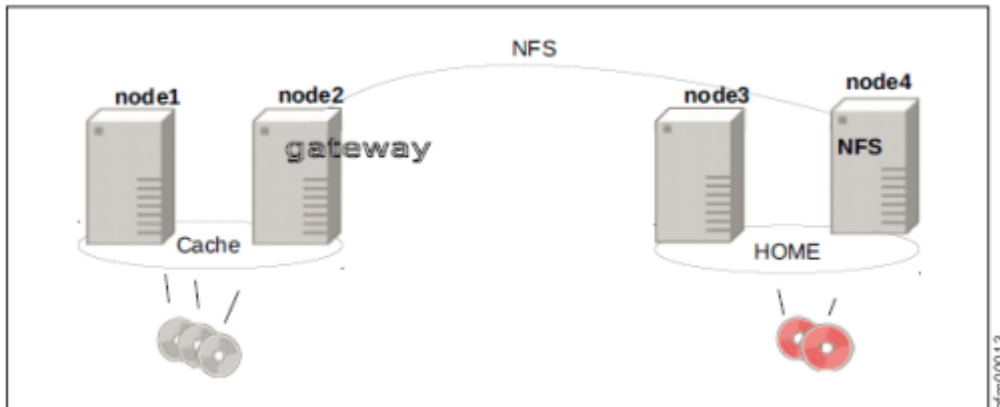 NFS
node1
node2
node3
node4
gateway
NFS
Cache
HOME